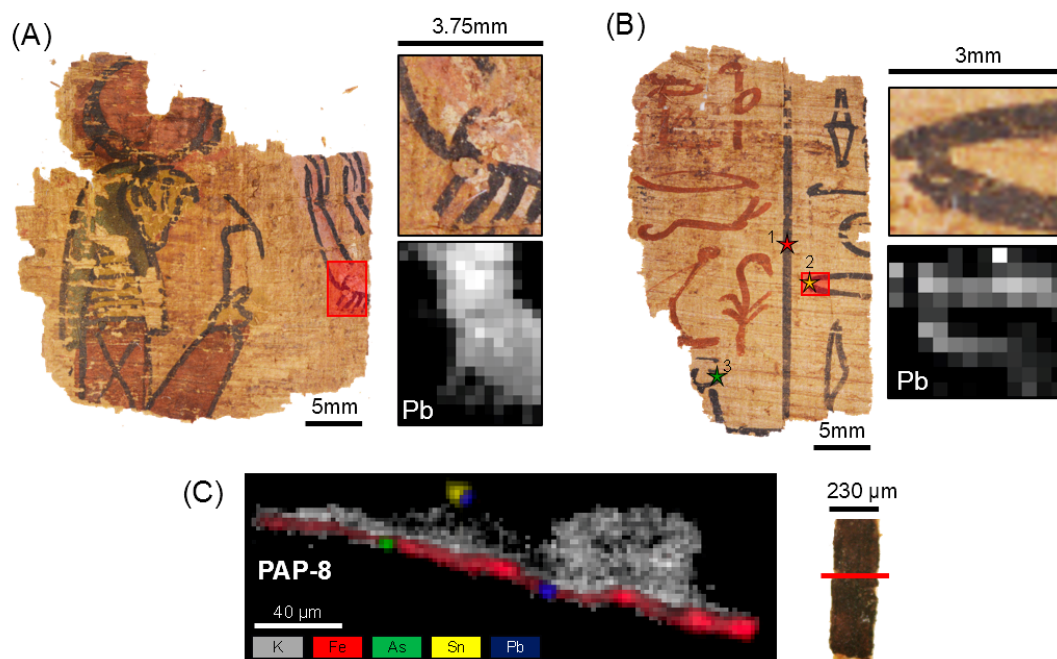 (A)
3.75mm
Pb
5mm
(B)
3mm
1
2
3
Pb
5mm
(C)
PAP-8
40 µm
K Fe As Sn Pb
230 µm